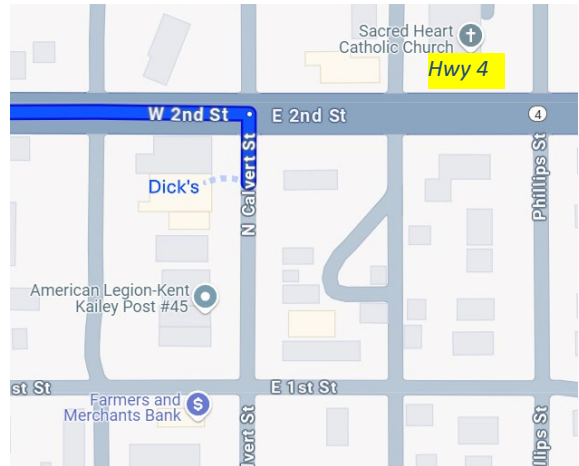 Sacred Heart
Catholic Church
Hwy 4
W 2nd St
E 2nd St
4
N Calvert St
Phillips St
Dick's
American Legion-Kent
Kailey Post #45
st St
E 1st St
Farmers and
Merchants Bank
$
lvert St
llips St